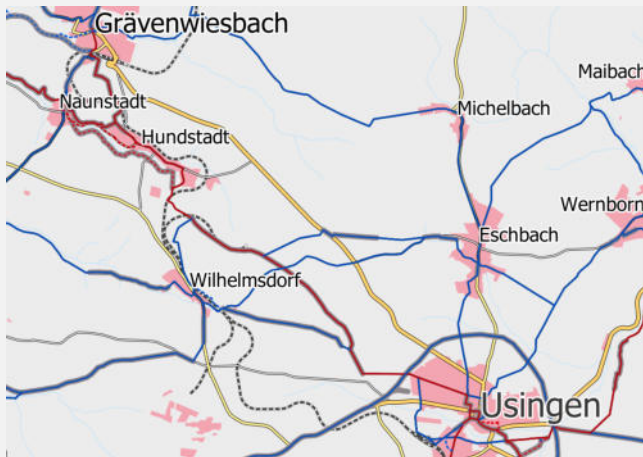 Grävenwiesbach
Maibach
Naunstadt
Michelbach
Hundstadt
Wernborn
Eschbach
Wilhelmsdorf
Usingen